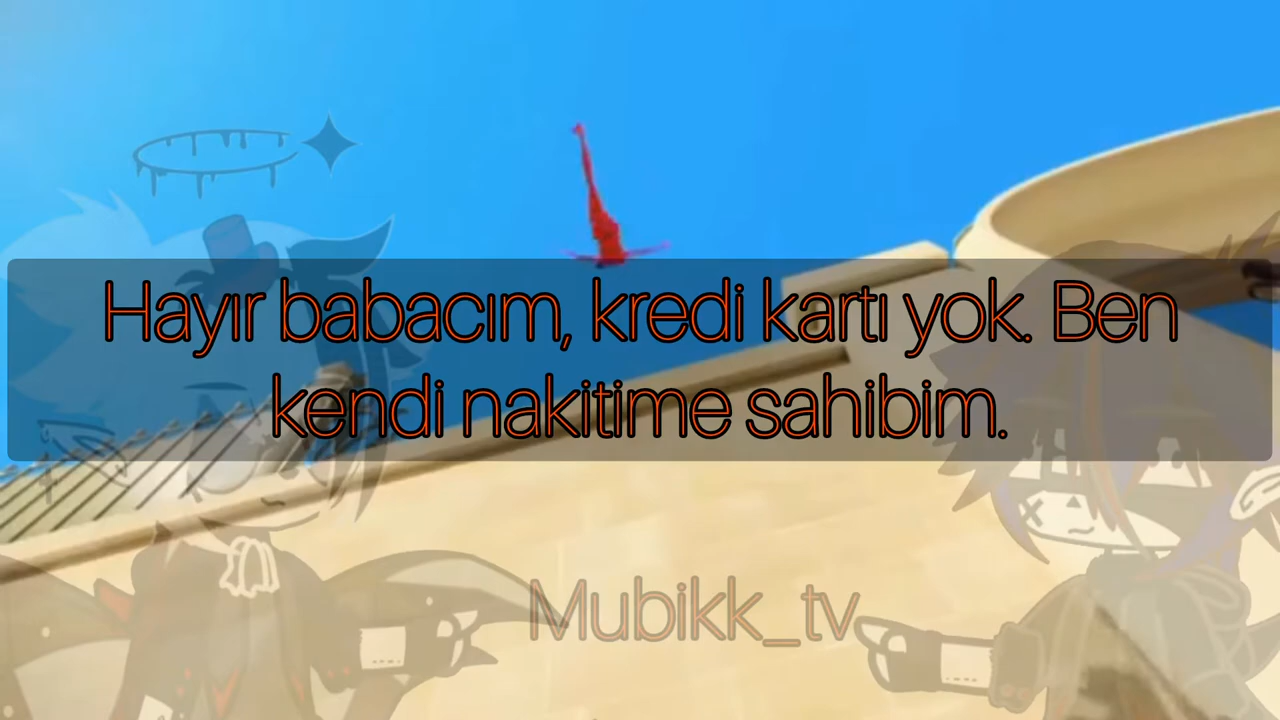 Hayır babacım, kredi kartı yok. Ben
kendi nakitime sahibim.
Mubikk_tv